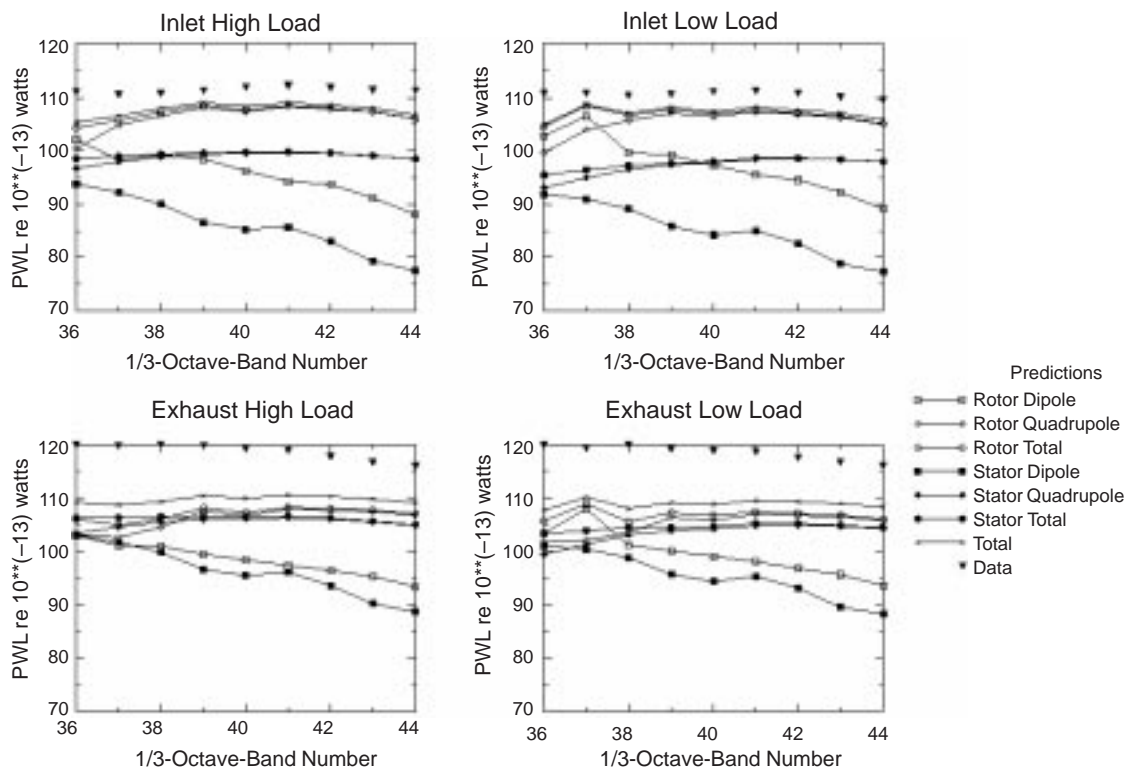 Inlet High Load
PWL re 10**(–13) watts
120
110
100
90
80
70
36
38
40
42
44
1/3-Octave-Band Number
Inlet Low Load
PWL re 10**(–13) watts
120
110
100
90
80
70
36
38
40
42
44
1/3-Octave-Band Number
Exhaust High Load
PWL re 10**(–13) watts
120
110
100
90
80
70
36
38
40
42
44
1/3-Octave-Band Number
Exhaust Low Load
PWL re 10**(–13) watts
120
110
100
90
80
70
36
38
40
42
44
1/3-Octave-Band Number
Predictions
Rotor Dipole
Rotor Quadrupole
Rotor Total
Stator Dipole
Stator Quadrupole
Stator Total
Total
Data